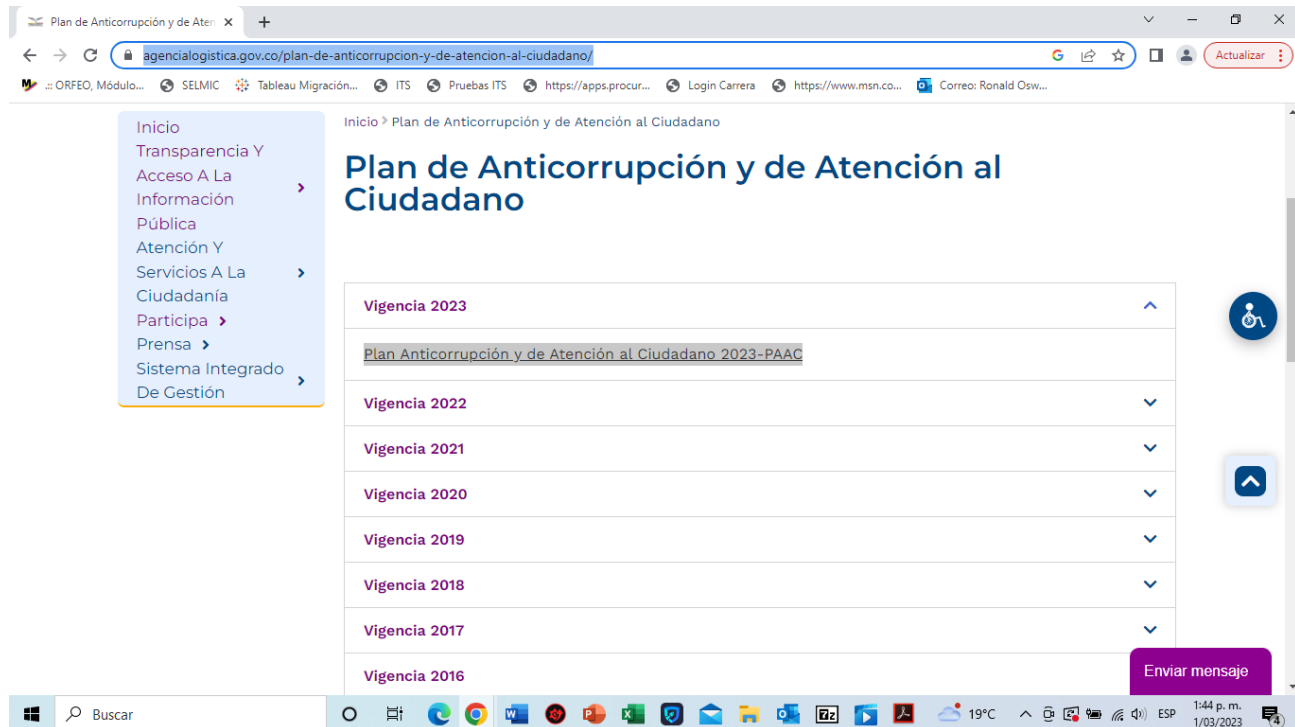 Plan de Anticorrupción y de Aten
agencialogistica.gov.co/plan-de-anticorrupcion-y-de-atencion-al-ciudadano/
Actualizar
.:: ORFEO, Módulo... SELMIC Tableau Migración... ITS Pruebas ITS https://apps.procur... Login Carrera https://www.msn.co... Correo: Ronald Osw...
Inicio
Transparencia Y
Acceso A La
Información
Pública
Atención Y
Servicios A La
Ciudadanía
Participa
Prensa
Sistema Integrado
De Gestión
Inicio > Plan de Anticorrupción y de Atención al Ciudadano
Plan de Anticorrupción y de Atención al
Ciudadano
Vigencia 2023
Plan Anticorrupción y de Atención al Ciudadano 2023-PAAC
Vigencia 2022
Vigencia 2021
Vigencia 2020
Vigencia 2019
Vigencia 2018
Vigencia 2017
Vigencia 2016
Enviar mensaje
Buscar
19°C
ESP
1:44 p. m.
1/03/2023
4